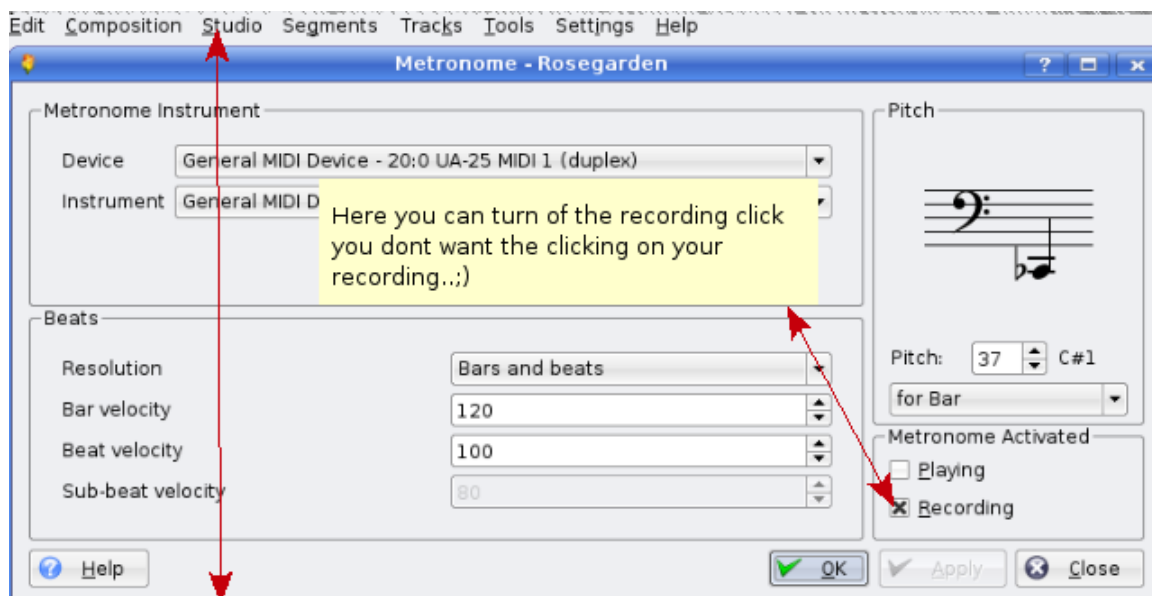 Edit Composition Studio Segments Tracks Tools Settings Help
Metronome - Rosegarden
Metronome Instrument
Device General MIDI Device - 20:0 UA-25 MIDI 1 (duplex)
Instrument General MIDI D
Here you can turn of the recording click
you dont want the clicking on your
recording..;)
Beats
Resolution Bars and beats
Bar velocity 120
Beat velocity 100
Sub-beat velocity 80
Pitch
Pitch: 37 C#1
for Bar
Metronome Activated
Playing
Recording
Help OK Apply Close